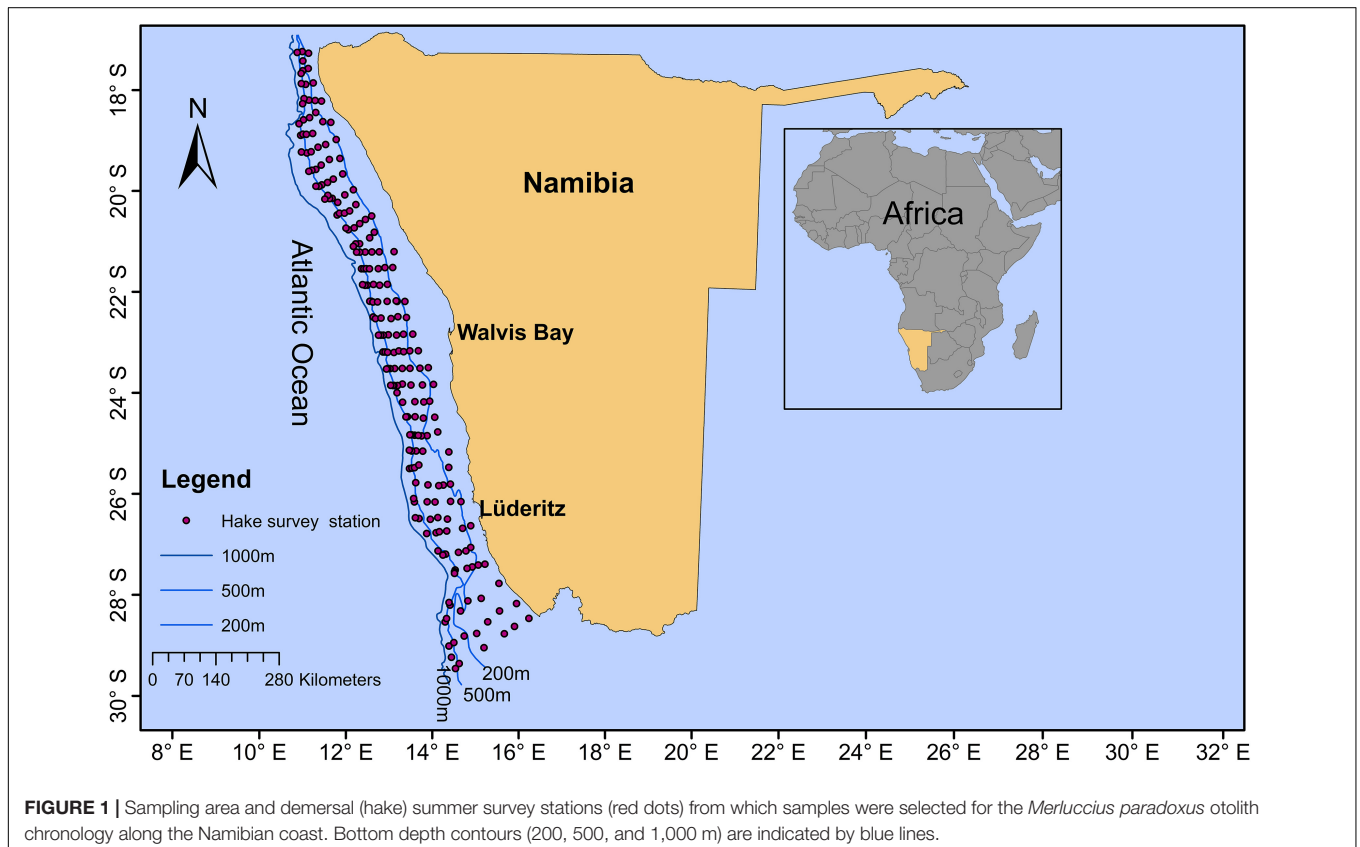 18° S
20° S
22° S
24° S
26° S
28° S
30° S
N
Namibia
Africa
Atlantic Ocean
Walvis Bay
Lüderitz
Legend
Hake survey station
1000m
500m
200m
0 70 140 280 Kilometers
200m
500m
1000m
8° E 10° E 12° E 14° E 16° E 18° E 20° E 22° E 24° E 26° E 28° E 30° E 32° E
FIGURE 1 | Sampling area and demersal (hake) summer survey stations (red dots) from which samples were selected for the Merluccius paradoxus otolith
chronology along the Namibian coast. Bottom depth contours (200, 500, and 1,000 m) are indicated by blue lines.